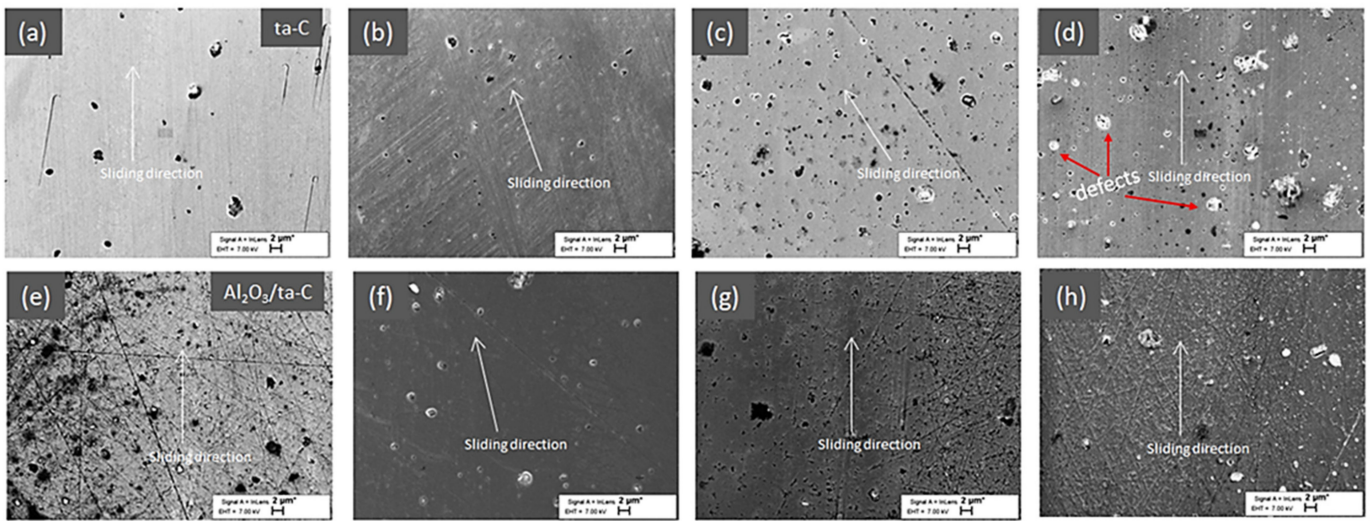 (a)
ta-C
Sliding direction
Signal A = InLens 2 µm*
EHT = 7.00 kV
(b)
Sliding direction
Signal A = InLens 2 µm*
EHT = 7.00 kV
(c)
Sliding direction
Signal A = InLens 2 µm*
EHT = 7.00 kV
(d)
defects
Sliding direction
Signal A = InLens 2 µm*
EHT = 7.00 kV
(e)
Al₂O₃/ta-C
Sliding direction
Signal A = InLens 2 µm*
EHT = 7.00 kV
(f)
Sliding direction
Signal A = InLens 2 µm*
EHT = 7.00 kV
(g)
Sliding direction
Signal A = InLens 2 µm*
EHT = 7.00 kV
(h)
Sliding direction
Signal A = InLens 2 µm*
EHT = 7.00 kV